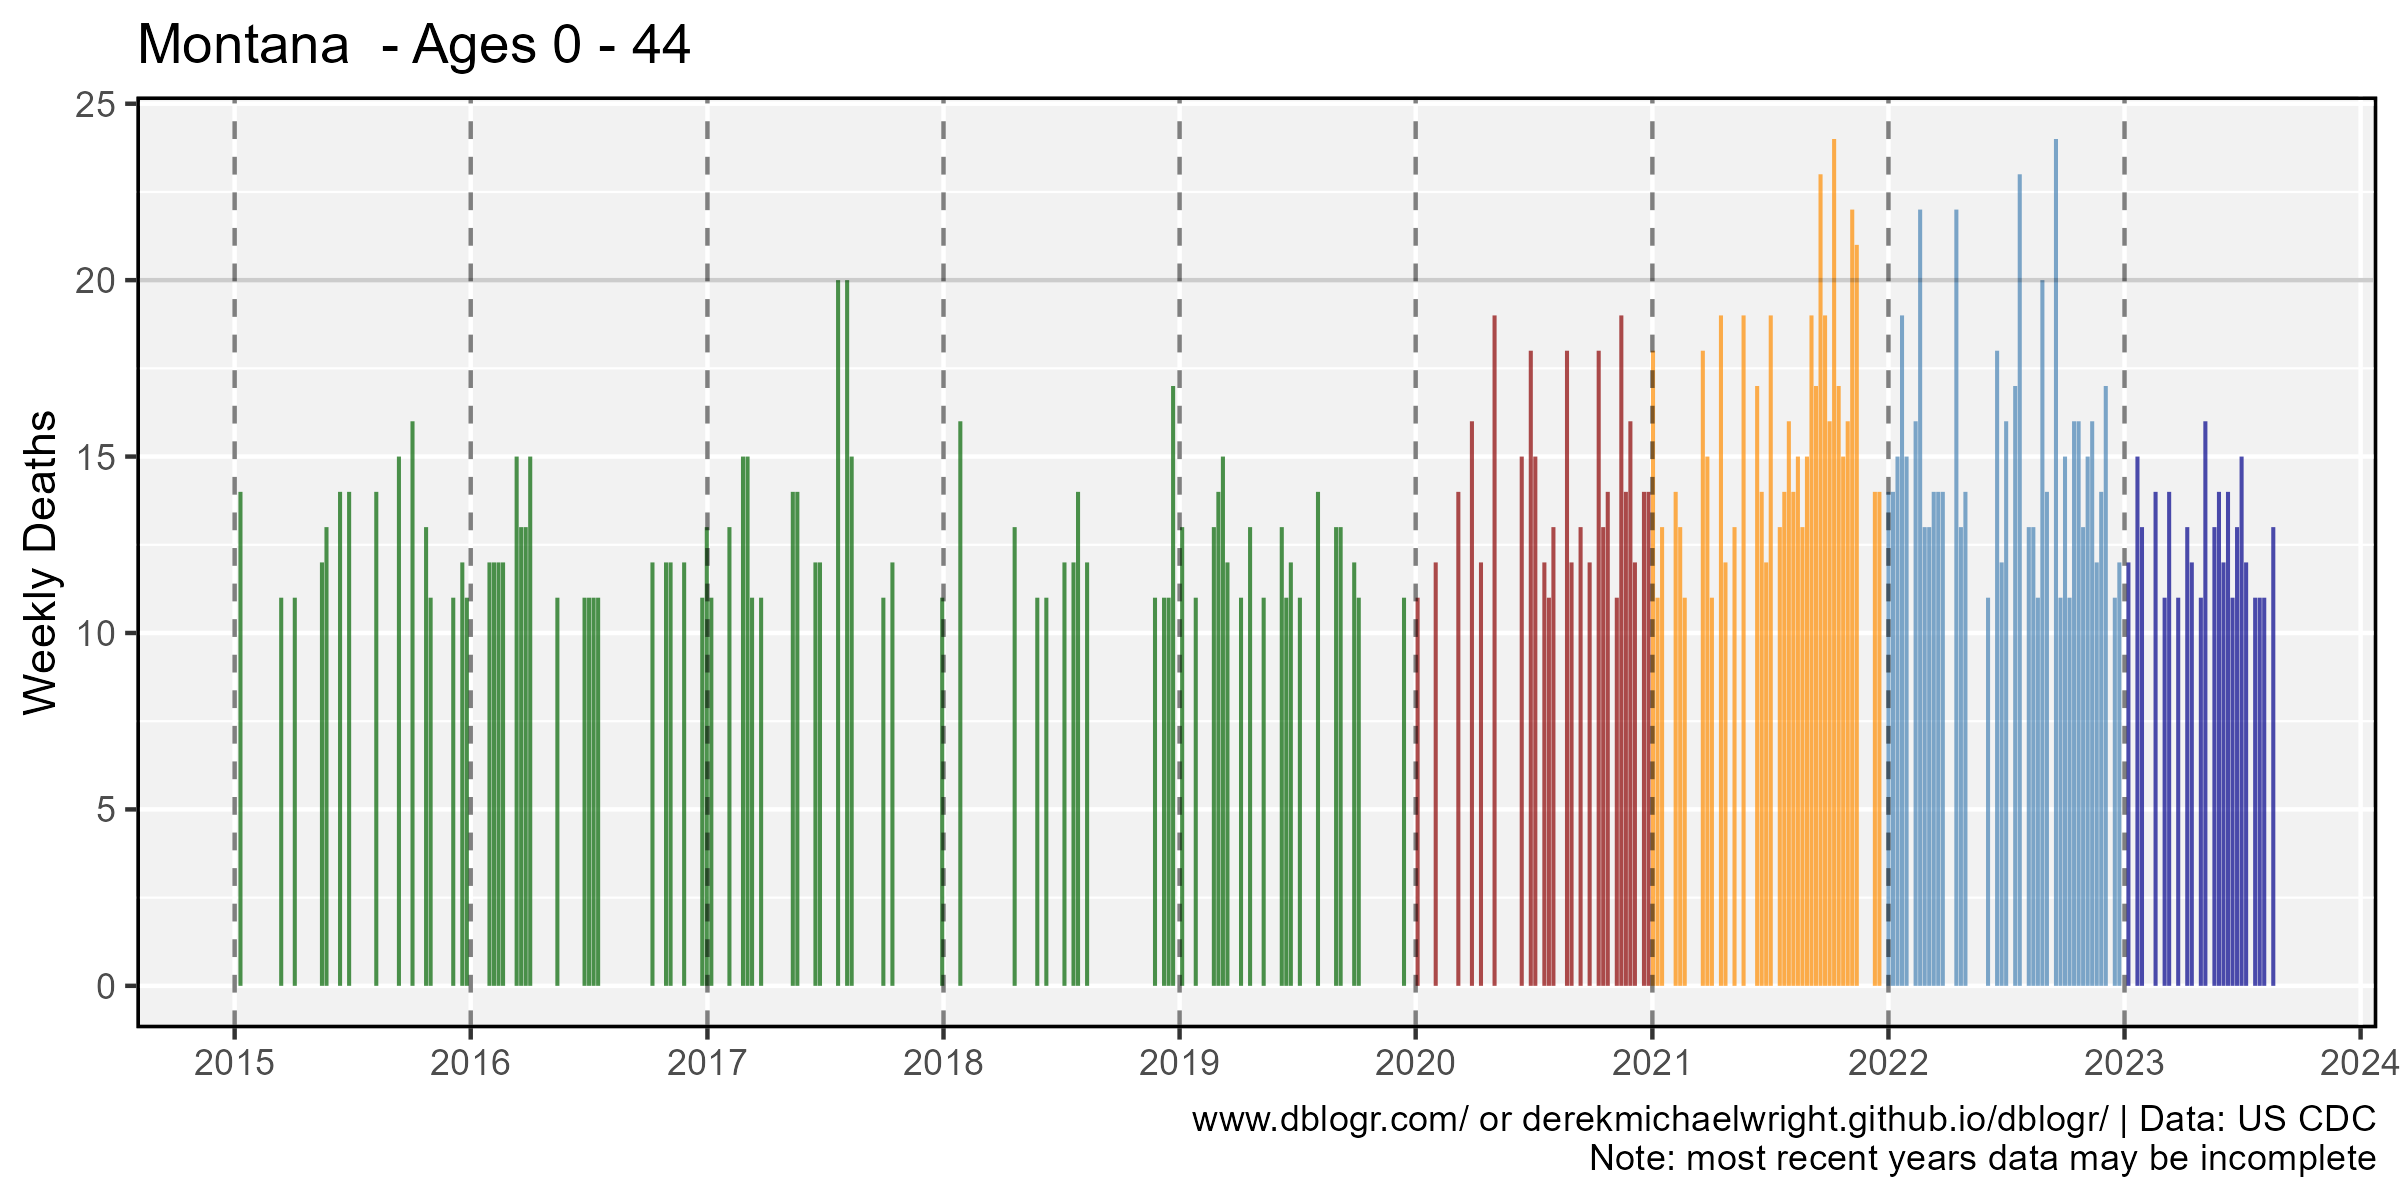 Montana  - Ages 0 - 44
Weekly Deaths
25
20
15
10
5
0
2015 2016 2017 2018 2019 2020 2021 2022 2023 2024
www.dblogr.com/ or derekmichaelwright.github.io/dblogr/ | Data: US CDC
Note: most recent years data may be incomplete